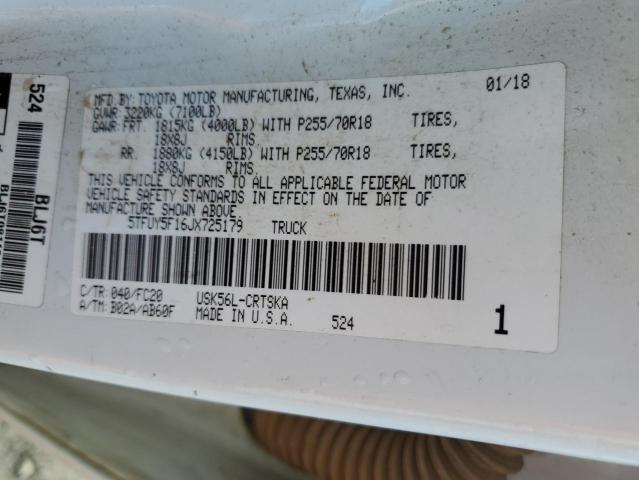 MFD.BY: TOYOTA MOTOR MANUFACTURING, TEXAS, INC. 01/18
GVWR 3220KG (7100LB)
GAWR FRT. 1815KG (4000LB) WITH P255/70R18 TIRES,
18X8J RIMS.
RR. 1880KG (4150LB) WITH P255/70R18 TIRES,
18X8J RIMS.
THIS VEHICLE CONFORMS TO ALL APPLICABLE FEDERAL MOTOR
VEHICLE SAFETY STANDARDS IN EFFECT ON THE DATE OF
MANUFACTURE SHOWN ABOVE.
5TFUY5F16JX725179 TRUCK
C/TR: 040/FC20 USK56L-CRTSKA
A/TM: B02A/AB60F MADE IN U.S.A. 524 1
524
BLJ6T